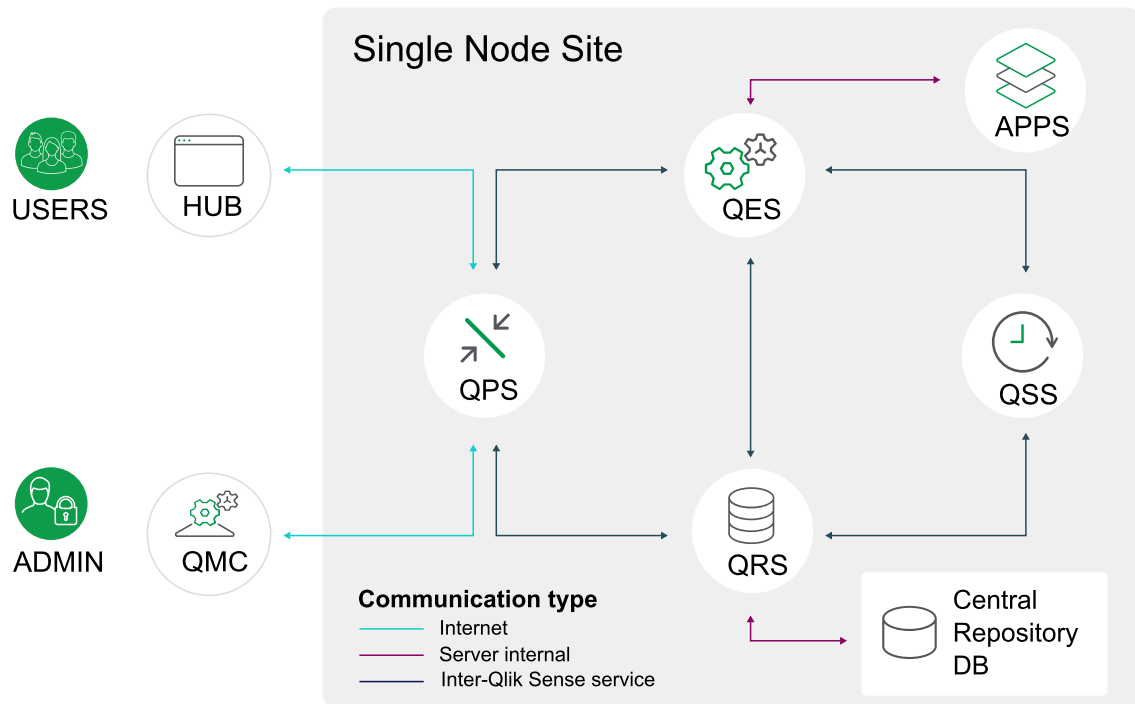 Single Node Site
APPS
USERS
HUB
QES
QPS
QSS
ADMIN
QMC
QRS
Communication type
Internet
Server internal
Inter-Qlik Sense service
Central
Repository
DB